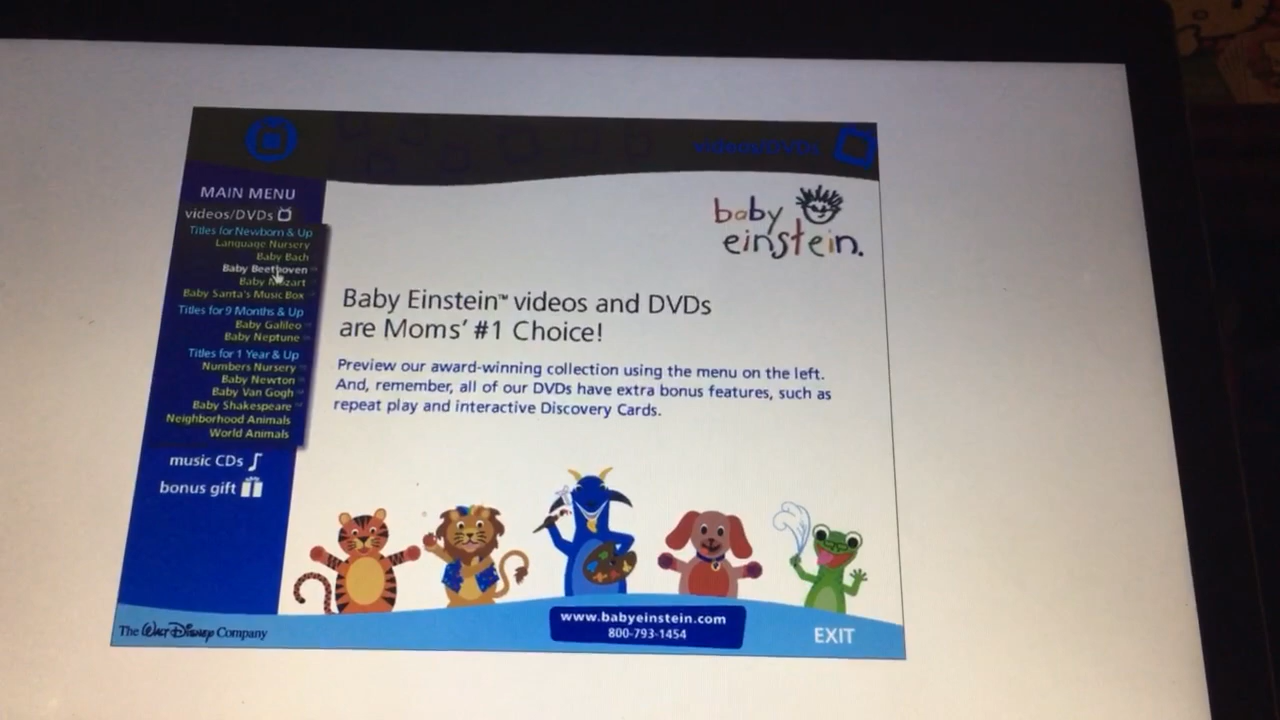 videos/DVDs
MAIN MENU
videos/DVDs
Titles for Newborn & Up
Language Nursery
Baby Bach
Baby Beethoven
Baby Mozart
Baby Santa's Music Box
Titles for 9 Months & Up
Baby Galileo
Baby Neptune
Titles for 1 Year & Up
Numbers Nursery
Baby Newton
Baby Van Gogh
Baby Shakespeare
Neighborhood Animals
World Animals
music CDs
bonus gift
baby
einstein.
Baby Einstein™ videos and DVDs
are Moms' #1 Choice!
Preview our award-winning collection using the menu on the left.
And, remember, all of our DVDs have extra bonus features, such as
repeat play and interactive Discovery Cards.
The Walt Disney Company
www.babyeinstein.com
800-793-1454
EXIT